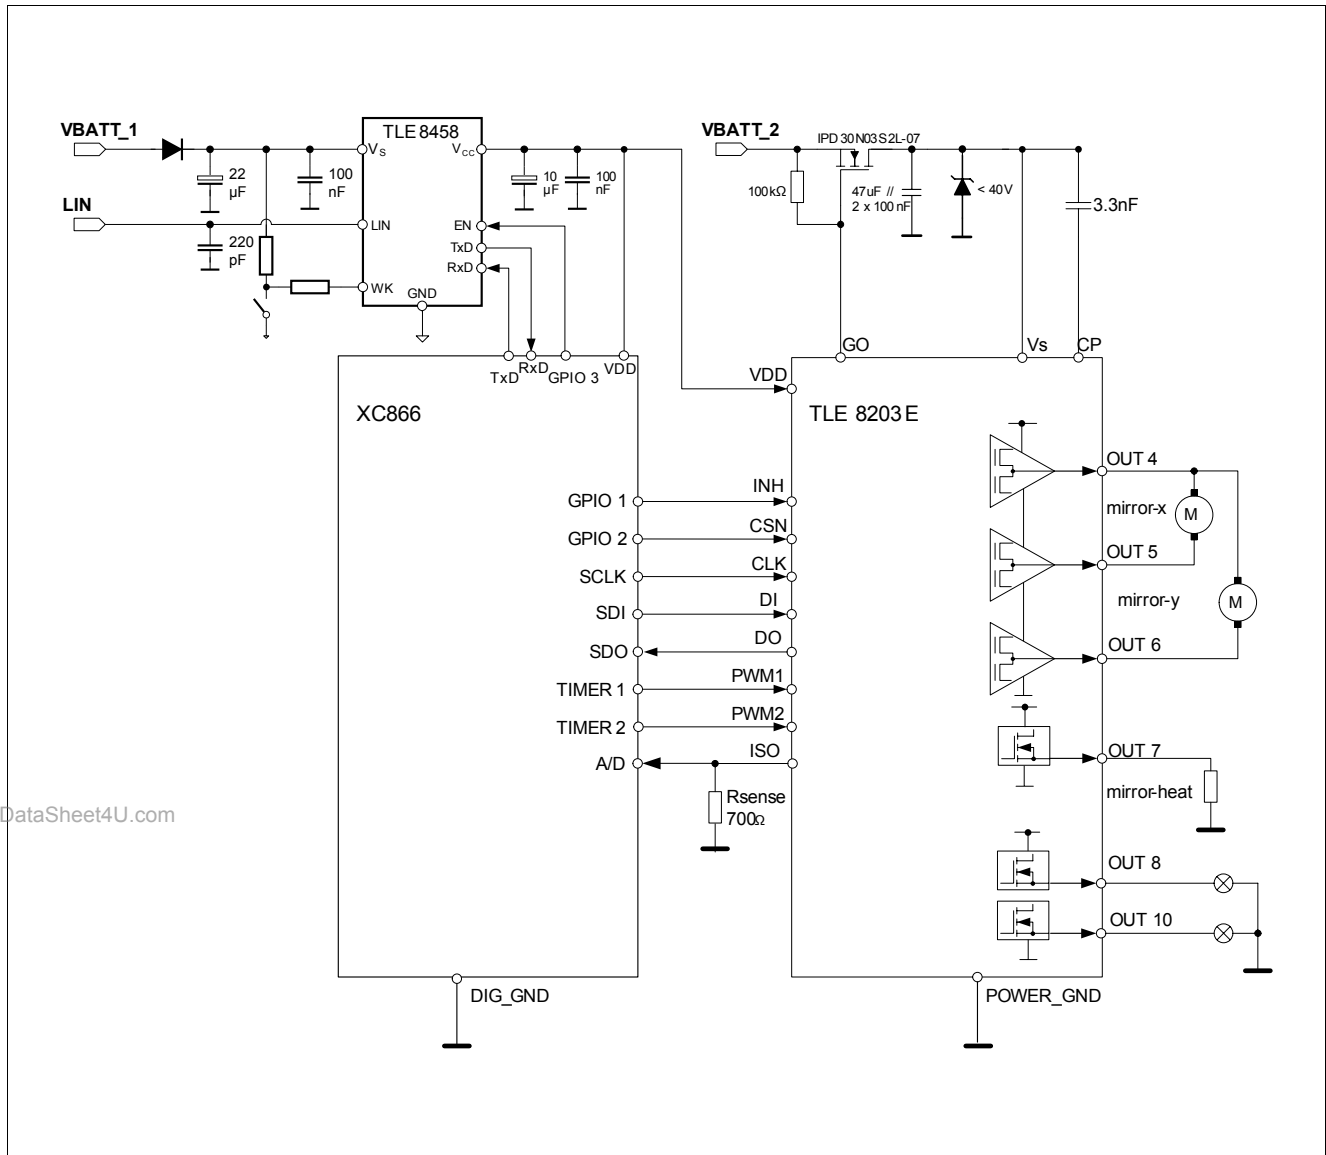 VBATT_1
TLE 8458
VS
VCC
22 µF
100 nF
10 µF
100 nF
LIN
LIN
220 pF
EN
TxD
RxD
WK
GND
VBATT_2
IPD 30N03S2L-07
100kΩ
47uF //
2 x 100 nF
< 40V
3.3nF
TxD
RxD
GPIO 3
VDD
GO
Vs
CP
XC866
VDD
TLE 8203 E
OUT 4
mirror-x
M
GPIO 1
INH
GPIO 2
CSN
OUT 5
SCLK
CLK
mirror-y
M
SDI
DI
SDO
DO
OUT 6
TIMER 1
PWM1
TIMER 2
PWM2
A/D
ISO
OUT 7
mirror-heat
Rsense
700Ω
DataSheet4U.com
OUT 8
OUT 10
DIG_GND
POWER_GND